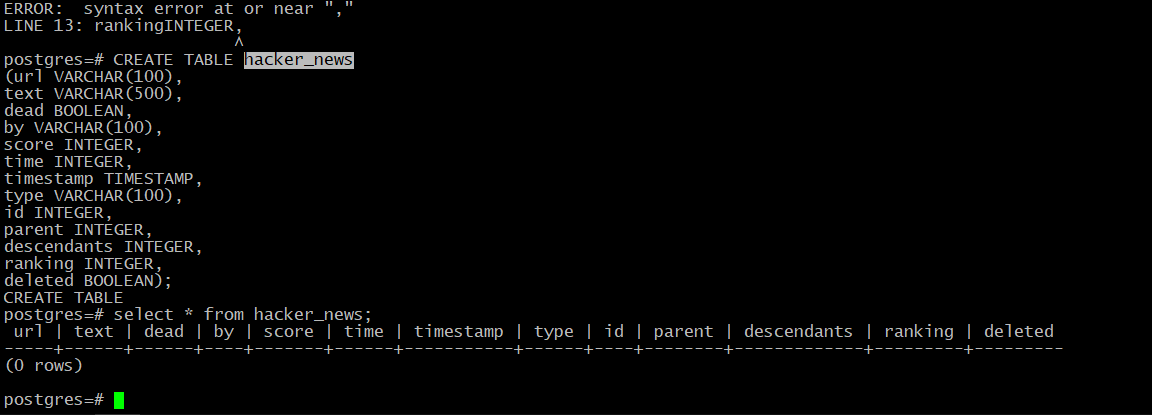 ERROR:  syntax error at or near ","
LINE 13: rankingINTEGER,
^
postgres=# CREATE TABLE hacker_news
(url VARCHAR(100),
text VARCHAR(500),
dead BOOLEAN,
by VARCHAR(100),
score INTEGER,
time INTEGER,
timestamp TIMESTAMP,
type VARCHAR(100),
id INTEGER,
parent INTEGER,
descendants INTEGER,
ranking INTEGER,
deleted BOOLEAN);
CREATE TABLE
postgres=# select * from hacker_news;
 url | text | dead | by | score | time | timestamp | type | id | parent | descendants | ranking | deleted
-----+------+------+----+-------+------+-----------+------+----+--------+-------------+---------+---------
(0 rows)
postgres=#